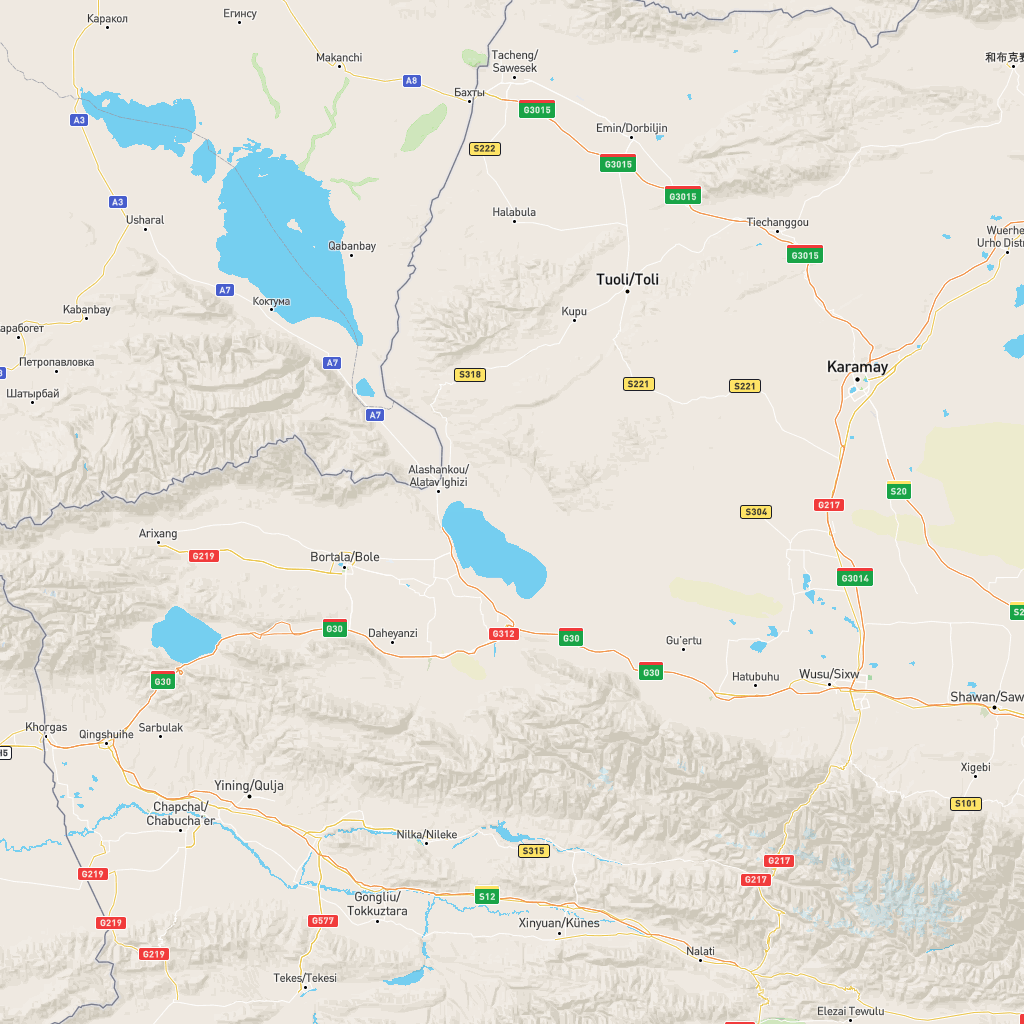 Каракол
Егинсу
Makanchi
A8
Tacheng/
Sawesek
和布克赛
Бахты
G3015
A3
S222
Emin/Dorbiljin
G3015
G3015
A3
Usharal
Halabula
Tiechanggou
Qabanbay
Wuerhe
Urho Distri
G3015
A7
Коктума
Tuoli/Toli
Kabanbay
Kupu
арабогет
Петропавловка
A7
S318
Karamay
S221
S221
Шатырбай
A7
Alashankou/
Alatav Ighizi
S20
G217
S304
Arixang
G219
Bortala/Bole
G3014
G30
Daheyanzi
G312
G30
Gu'ertu
G30
G30
Hatubuhu
Wusu/Sixw
Shawan/Saw
Khorgas
Qingshuihe
Sarbulak
Xigebi
Yining/Qulja
S101
Chapchal/
Chabucha'er
Nilka/Nileke
S315
G217
G219
G217
Gongliu/
Tokkuztara
S12
G219
G577
Xinyuan/Künes
G219
Nalati
Tekes/Tekesi
Elezai Tewulu